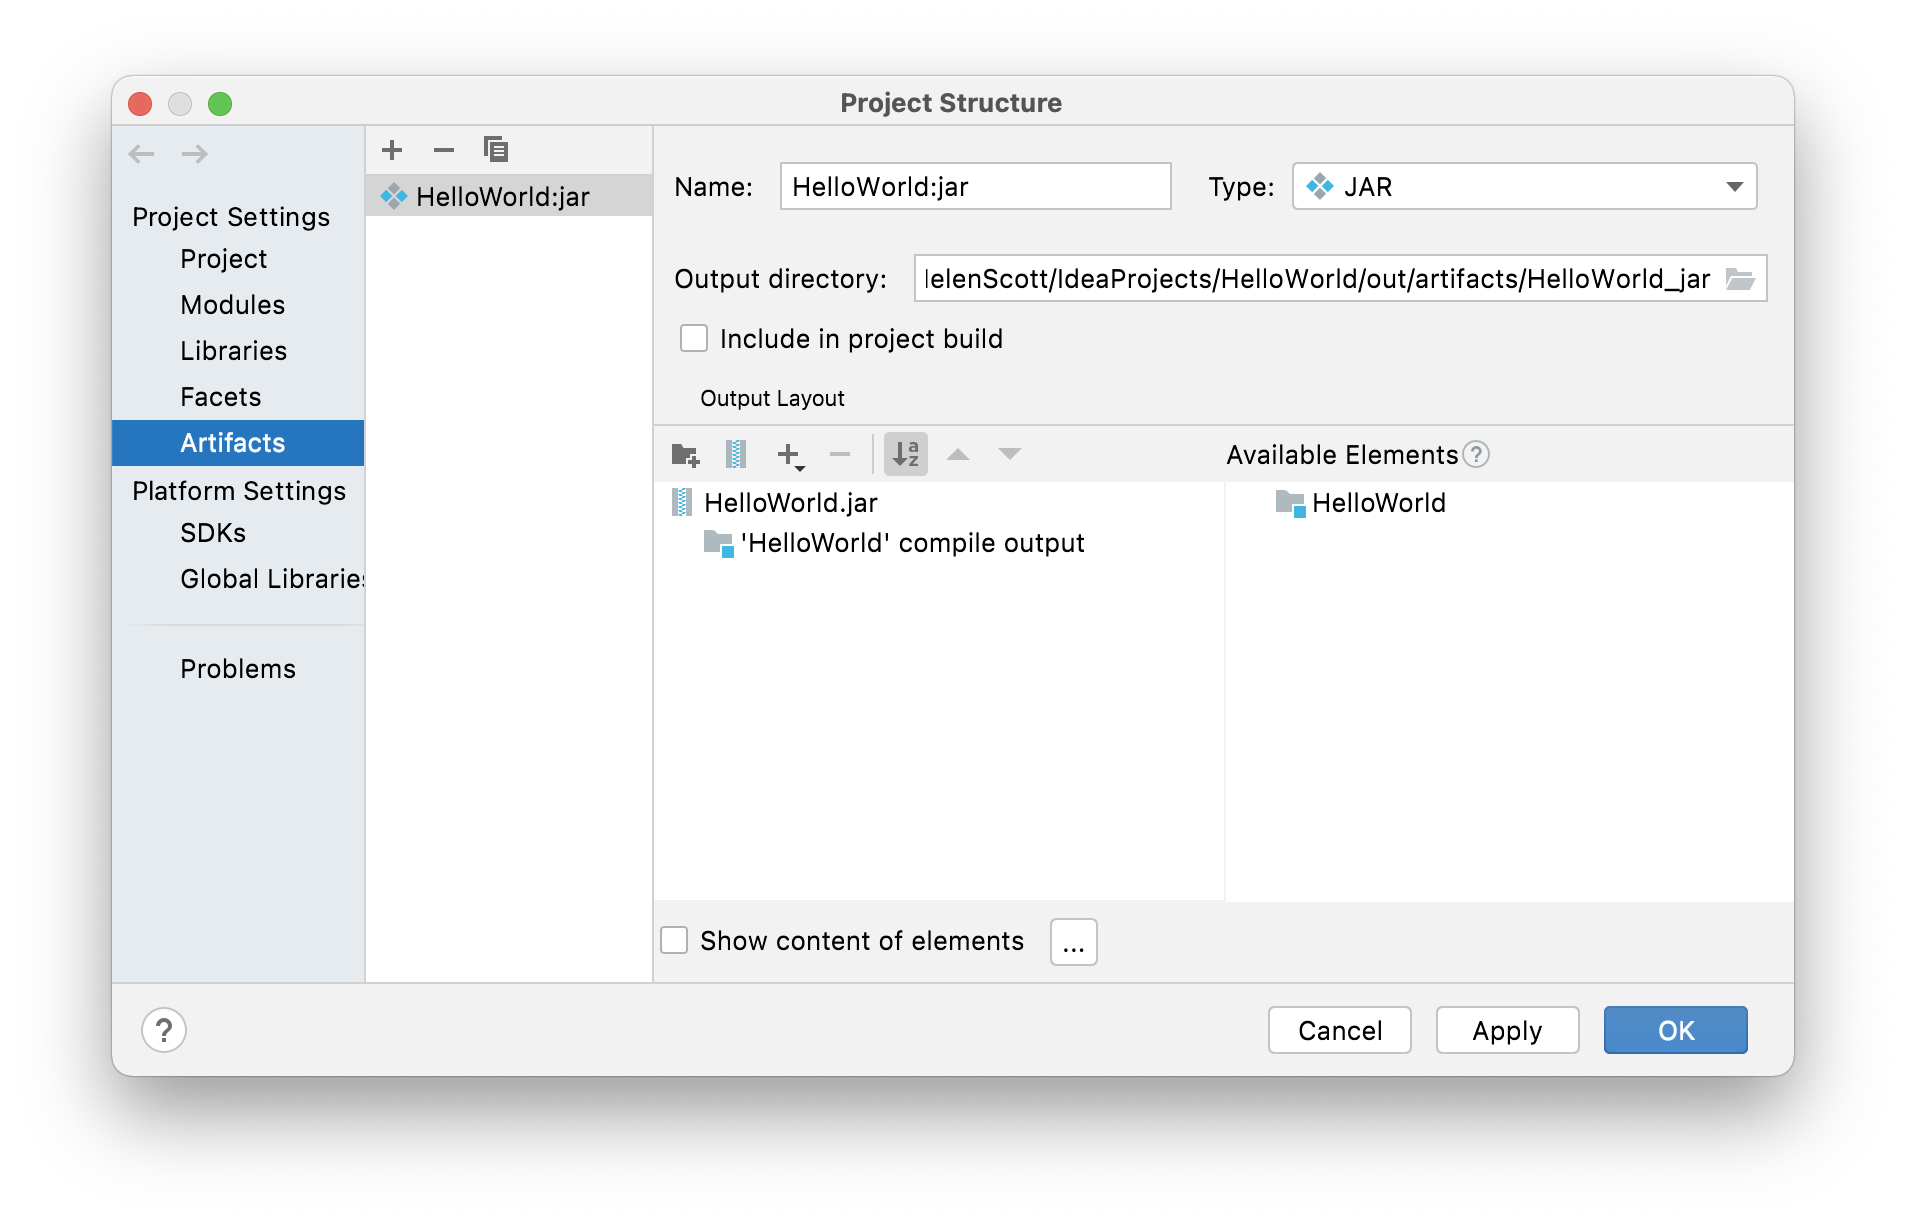 Project Structure
Project Settings
Project
Modules
Libraries
Facets
Artifacts
Platform Settings
SDKs
Global Libraries
Problems
HelloWorld:jar
Name: HelloWorld:jar Type: JAR
Output directory: lelenScott/IdeaProjects/HelloWorld/out/artifacts/HelloWorld_jar
Include in project build
Output Layout
a
z
Available Elements ?
HelloWorld.jar
'HelloWorld' compile output
HelloWorld
Show content of elements ...
? Cancel Apply OK